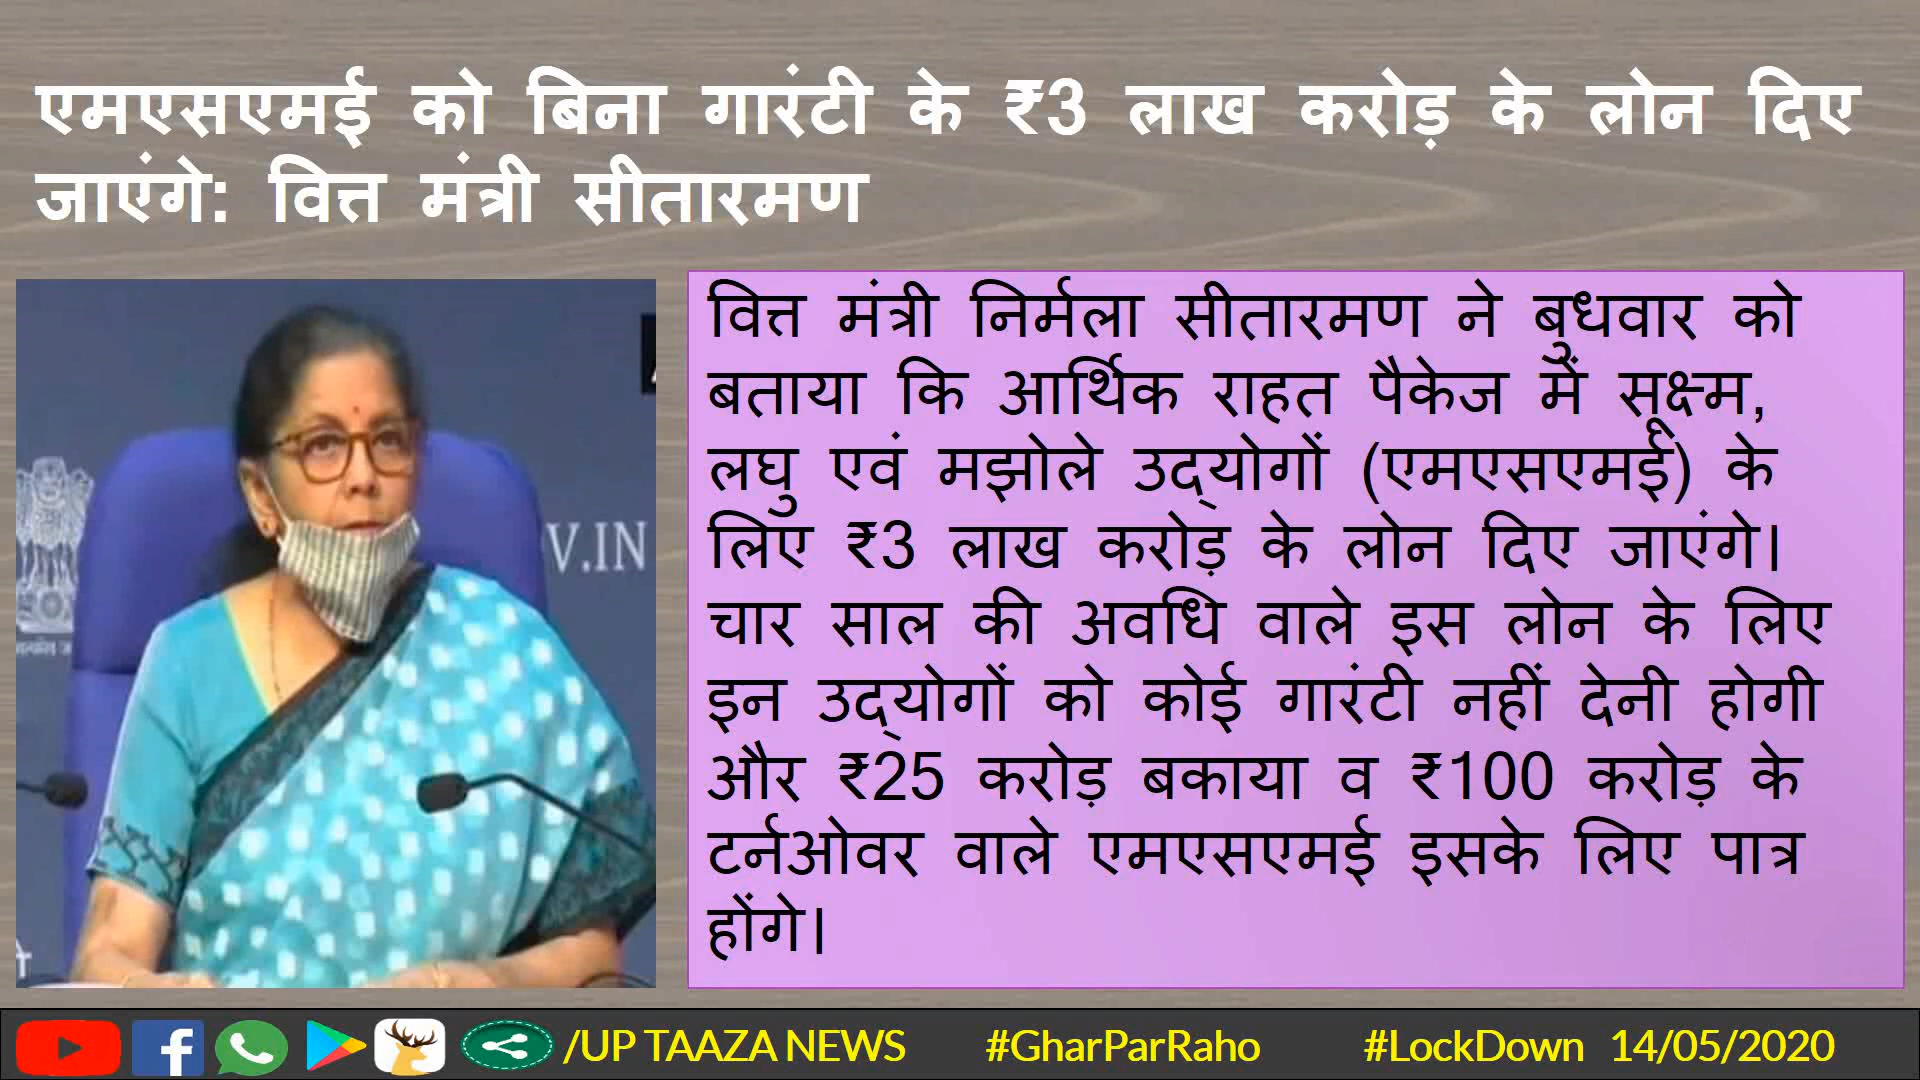 एमएसएमई को बिना गारंटी के ₹3 लाख करोड़ के लोन दिए
जाएंगे: वित्त मंत्री सीतारमण
वित्त मंत्री निर्मला सीतारमण ने बुधवार को
बताया कि आर्थिक राहत पैकेज में सूक्ष्म,
लघु एवं मझोले उद्योगों (एमएसएमई) के
लिए ₹3 लाख करोड़ के लोन दिए जाएंगे।
चार साल की अवधि वाले इस लोन के लिए
इन उद्योगों को कोई गारंटी नहीं देनी होगी
और ₹25 करोड़ बकाया व ₹100 करोड़ के
टर्नओवर वाले एमएसएमई इसके लिए पात्र
होंगे।
V.IN
/UP TAAZA NEWS #GharParRaho #LockDown 14/05/2020